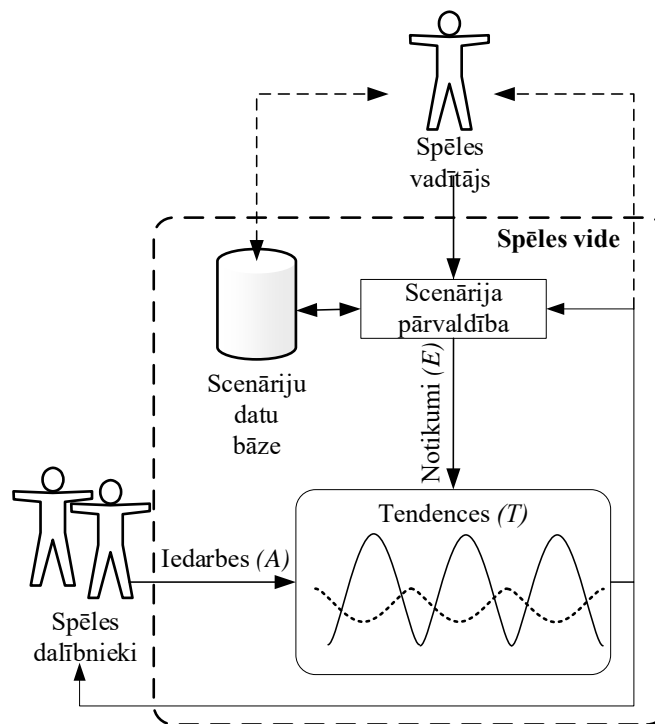 Spēles
vadītājs
Spēles vide
Scenārija
pārvaldība
Scenāriju
datu
bāze
Notikumi (E)
Tendences (T)
Iedarbes (A)
Spēles
dalībnieki